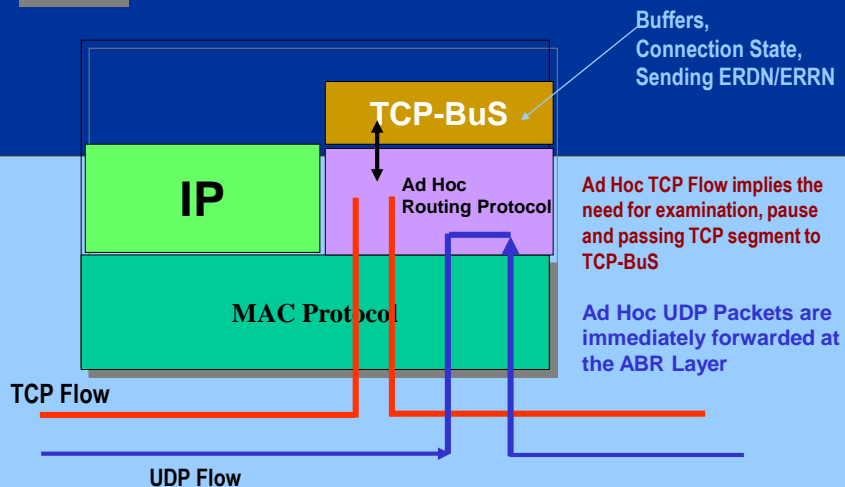 Buffers,
Connection State,
Sending ERDN/ERRN
TCP-BuS
IP
Ad Hoc
Routing Protocol
Ad Hoc TCP Flow implies the
need for examination, pause
and passing TCP segment to
TCP-BuS
MAC Protocol
Ad Hoc UDP Packets are
immediately forwarded at
the ABR Layer
TCP Flow
UDP Flow